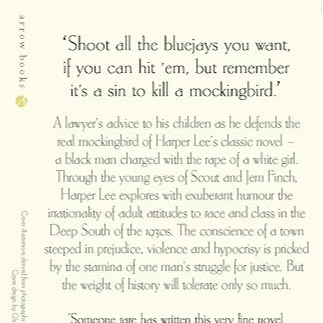 'Shoot all the bluejays you want,
if you can hit 'em, but remember
it's a sin to kill a mockingbird.'
A lawyer's advice to his children as he defends the
real mockingbird of Harper Lee's classic novel –
a black man charged with the rape of a white girl.
Through the young eyes of Scout and Jem Finch,
Harper Lee explores with exuberant humour the
irrationality of adult attitudes to race and class in the
Deep South of the 1930s. The conscience of a town
steeped in prejudice, violence and hypocrisy is pricked
by the stamina of one man's struggle for justice. But
the weight of history will tolerate only so much.
'Someone rare has written this very fine novel
arrow books
Cover illustration derived from photographs
Cover design by